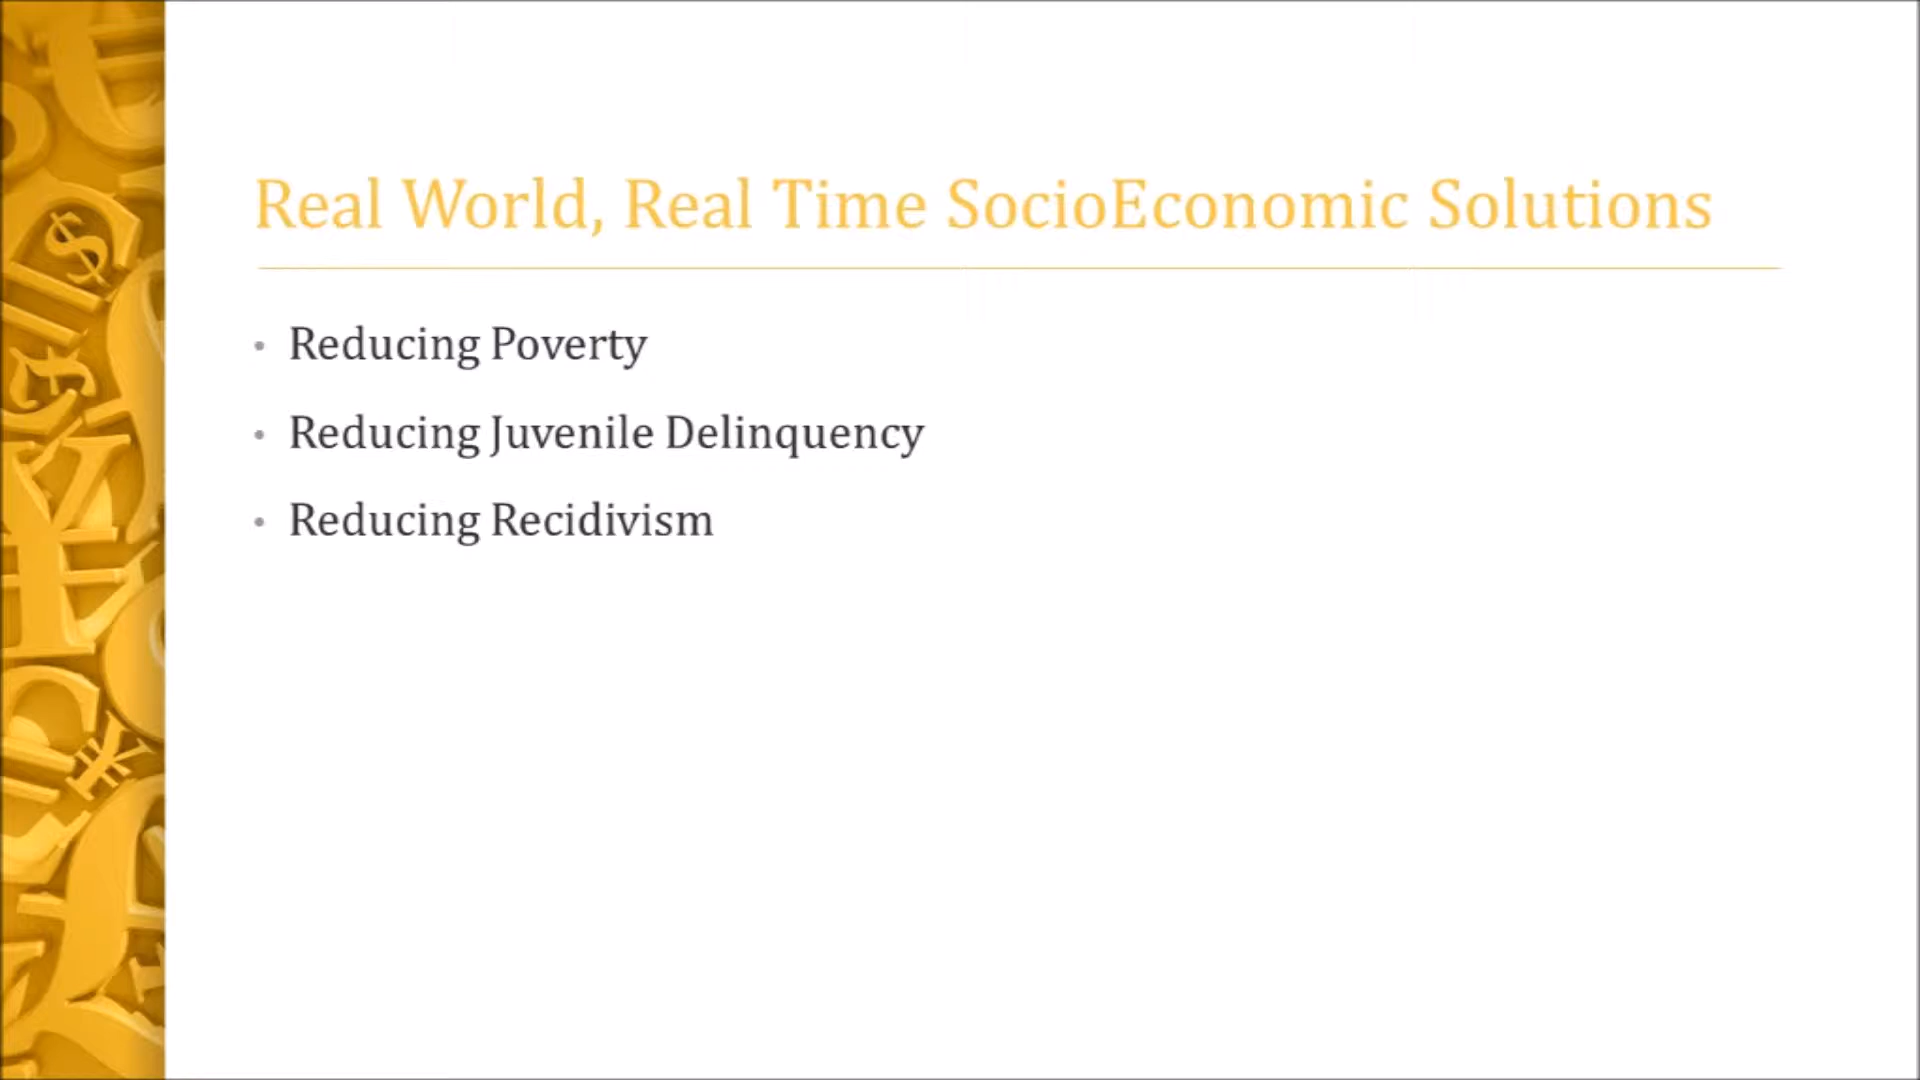 Real World, Real Time SocioEconomic Solutions
• Reducing Poverty
• Reducing Juvenile Delinquency
• Reducing Recidivism